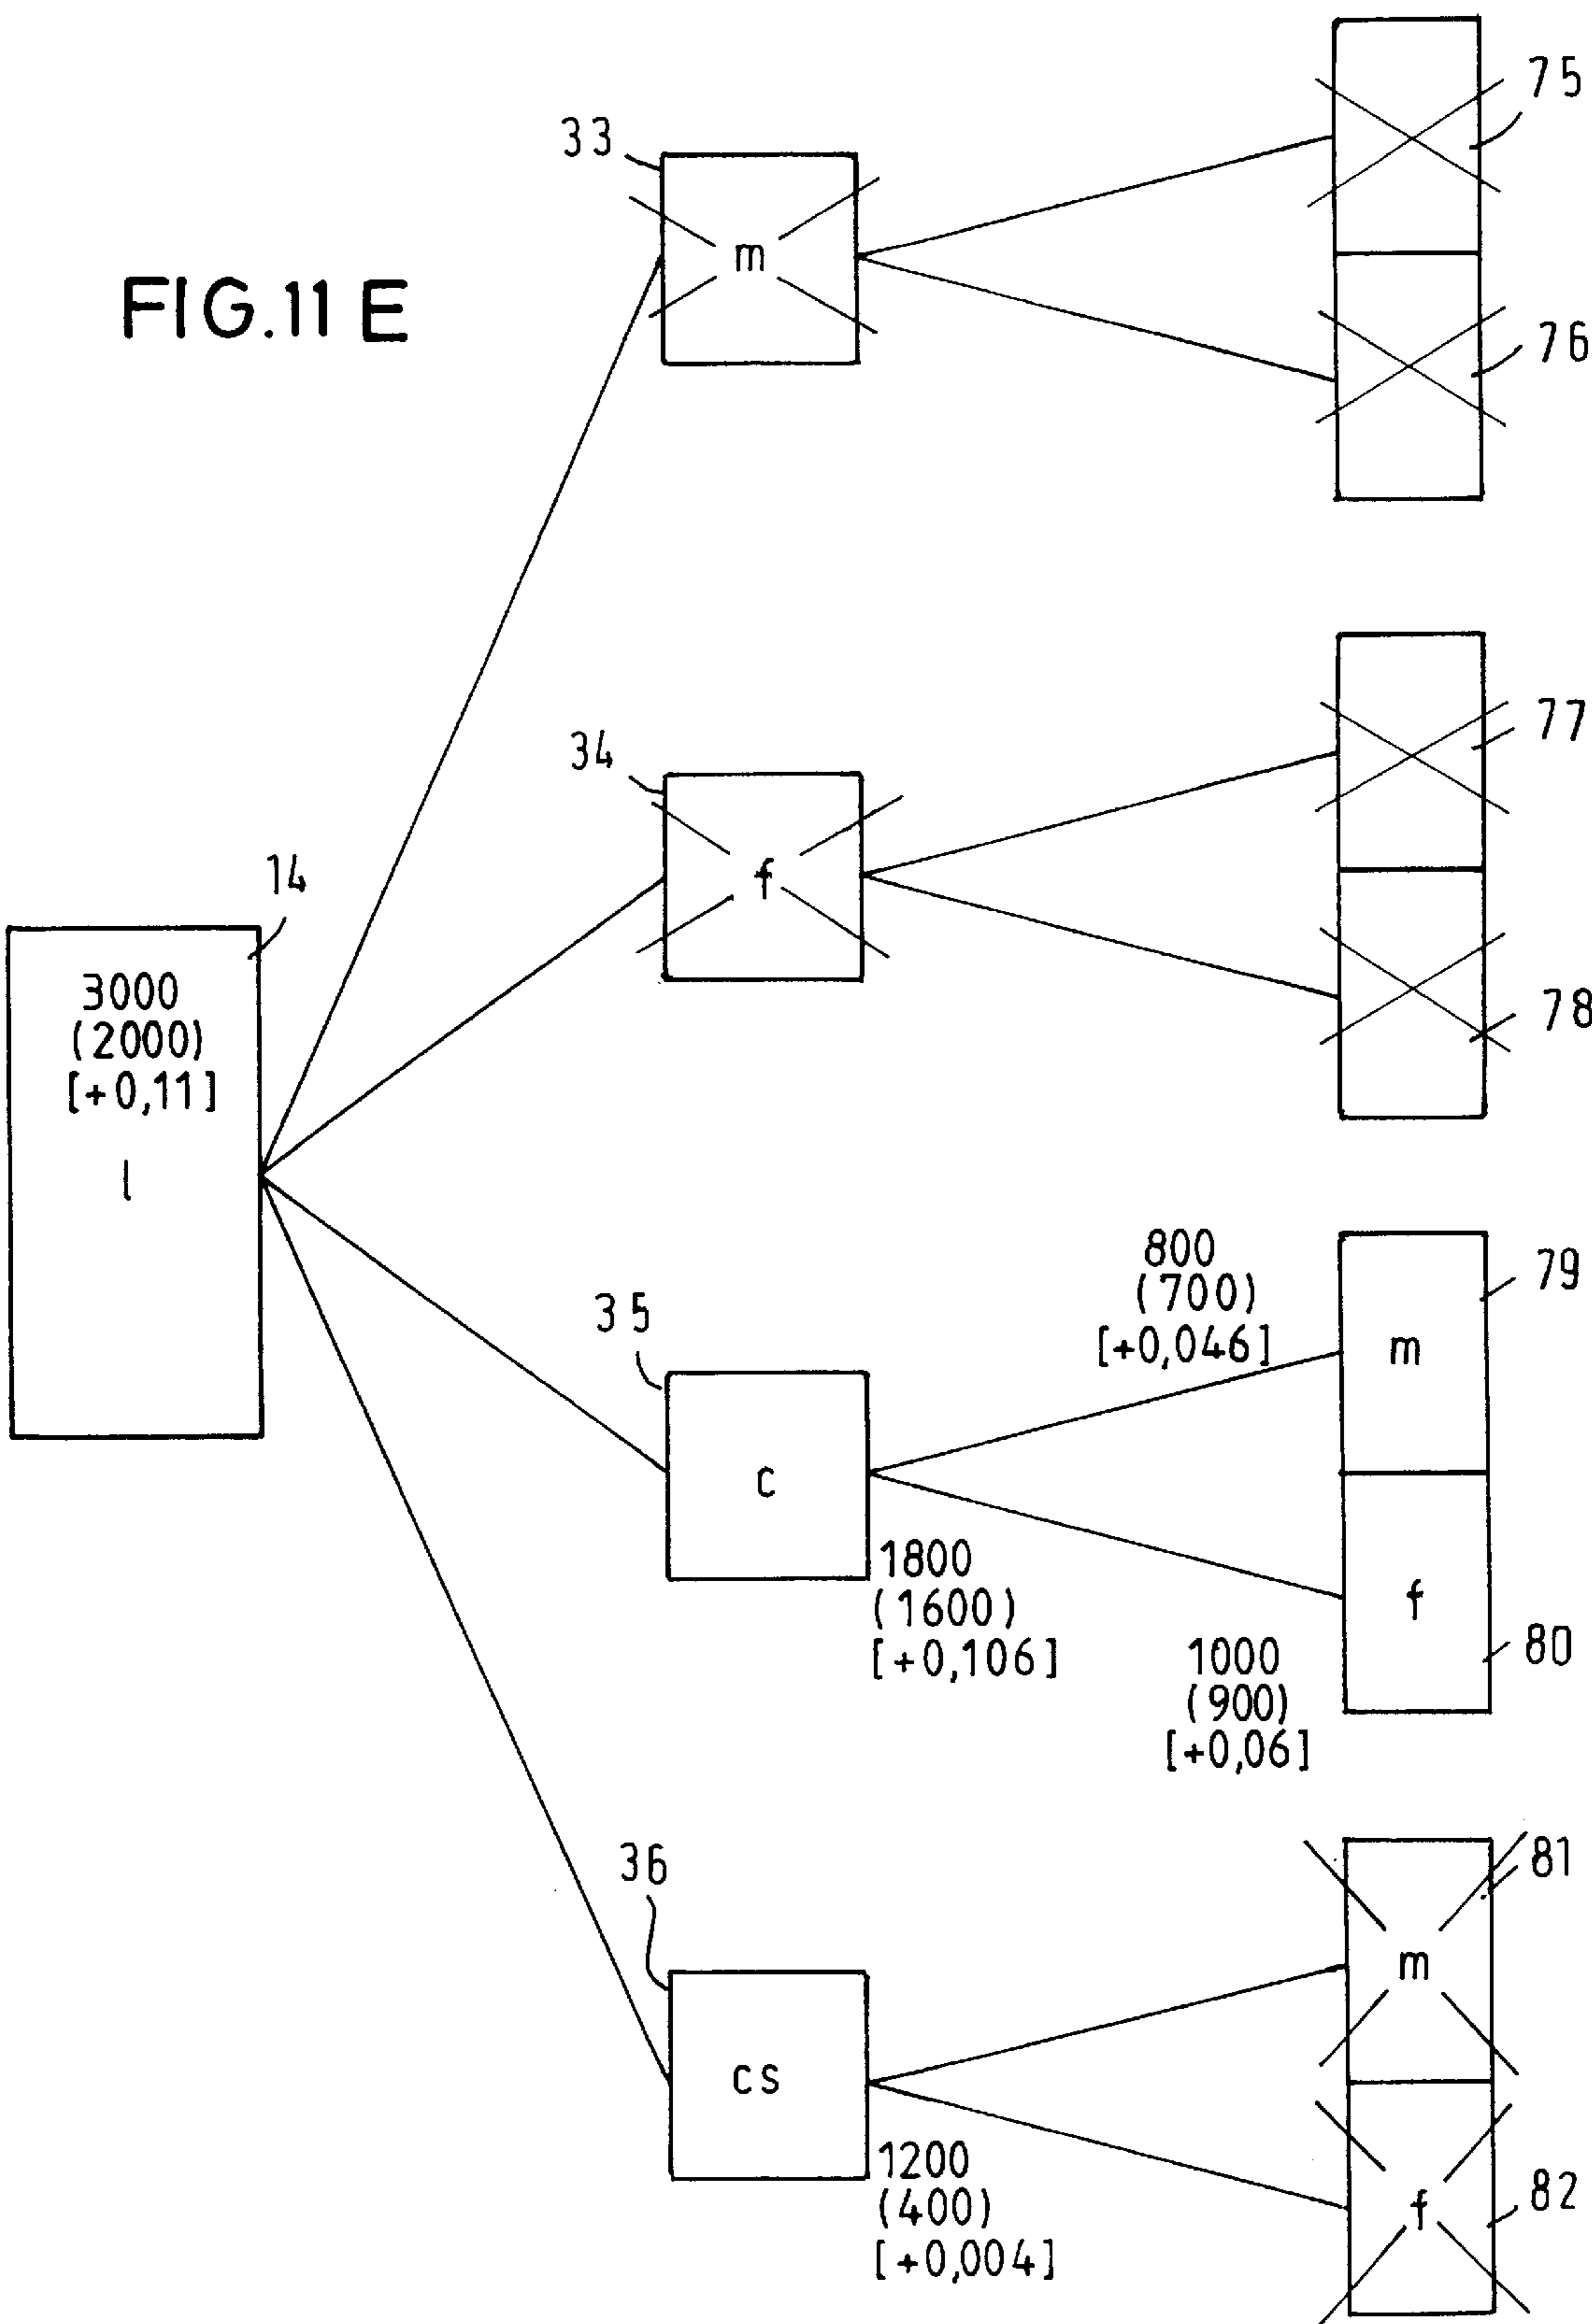 FIG.11 E
75
33
m
76
34
f
77
78
14
3000
(2000)
[+0,11]
l
35
c
1800
(1600)
[+0,106]
800
(700)
[+0,046]
m
79
f
80
1000
(900)
[+0,06]
36
cs
1200
(400)
[+0,004]
m
81
f
82